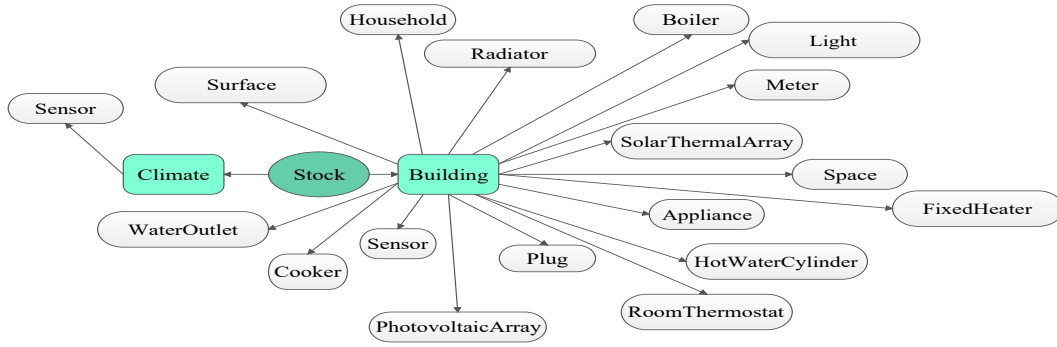 Household
Boiler
Light
Radiator
Surface
Meter
Sensor
SolarThermalArray
Climate
Stock
Building
Space
FixedHeater
Appliance
WaterOutlet
Sensor
Plug
HotWaterCylinder
Cooker
RoomThermostat
PhotovoltaicArray